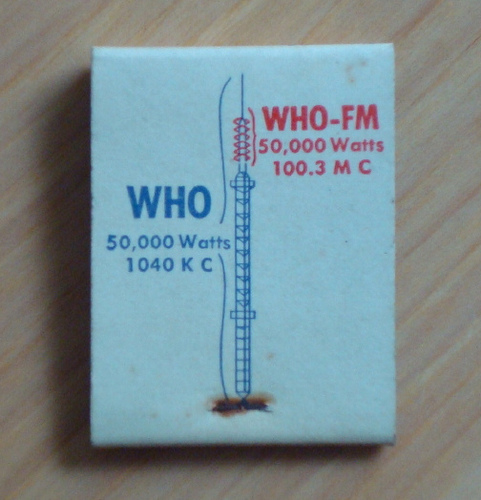 WHO-FM
50,000 Watts
100.3 M C
WHO
50,000 Watts
1040 K C